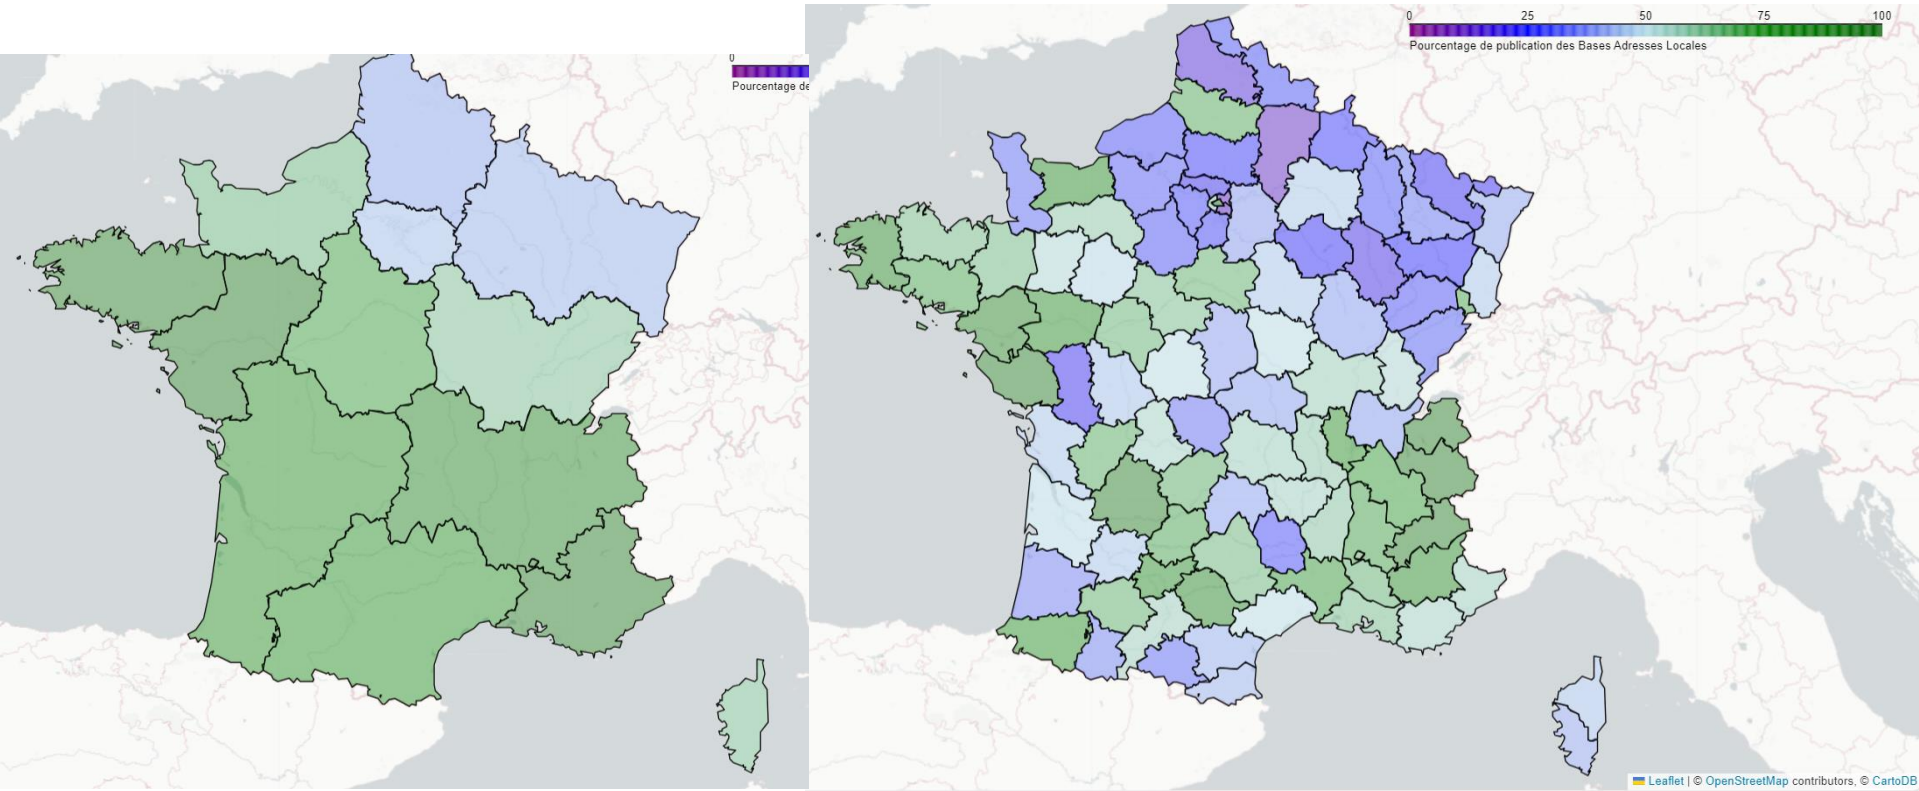 0
Pourcentage de
0 25 50 75 100
Pourcentage de publication des Bases Adresses Locales
Leaflet | © OpenStreetMap contributors, © CartoDB